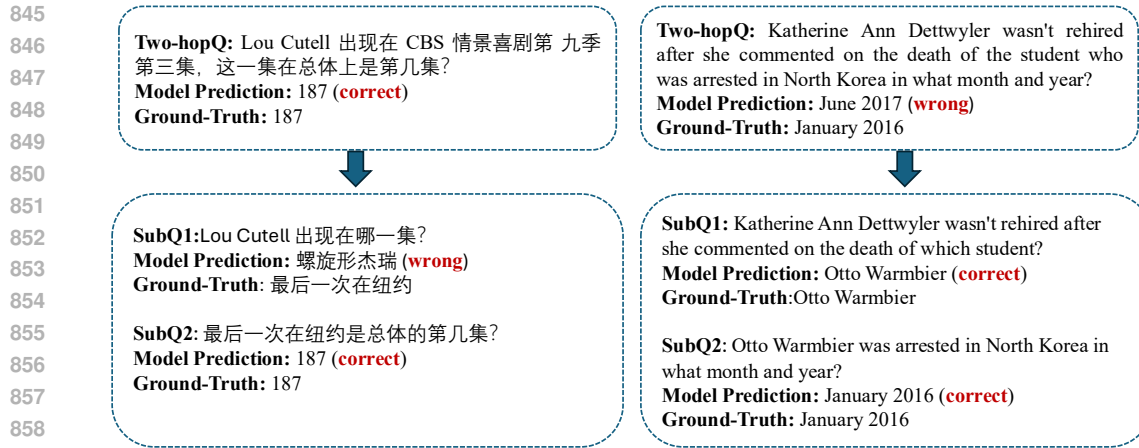 845
846
847
848
849
850
851
852
853
854
855
856
857
858
Two-hopQ: Lou Cutell 出现在 CBS 情景喜剧第 九季
第三集，这一集在总体上是第几集?
Model Prediction: 187 (correct)
Ground-Truth: 187
SubQ1:Lou Cutell 出现在哪一集?
Model Prediction: 螺旋形杰瑞 (wrong)
Ground-Truth: 最后一次在纽约
SubQ2: 最后一次在纽约是总体的第几集?
Model Prediction: 187 (correct)
Ground-Truth: 187
Two-hopQ: Katherine Ann Dettwyler wasn't rehired
after she commented on the death of the student who
was arrested in North Korea in what month and year?
Model Prediction: June 2017 (wrong)
Ground-Truth: January 2016
SubQ1: Katherine Ann Dettwyler wasn't rehired after
she commented on the death of which student?
Model Prediction: Otto Warmbier (correct)
Ground-Truth:Otto Warmbier
SubQ2: Otto Warmbier was arrested in North Korea in
what month and year?
Model Prediction: January 2016 (correct)
Ground-Truth: January 2016